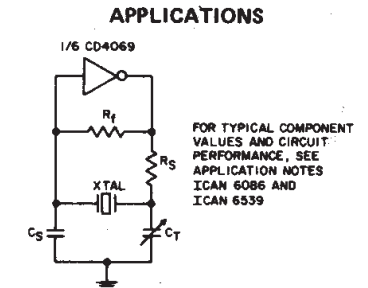 APPLICATIONS
1/6 CD4069
Rf
RS
XTAL
CS
CT
FOR TYPICAL COMPONENT
VALUES AND CIRCUIT
PERFORMANCE, SEE
APPLICATION NOTES
ICAN 6086 AND
ICAN 6539